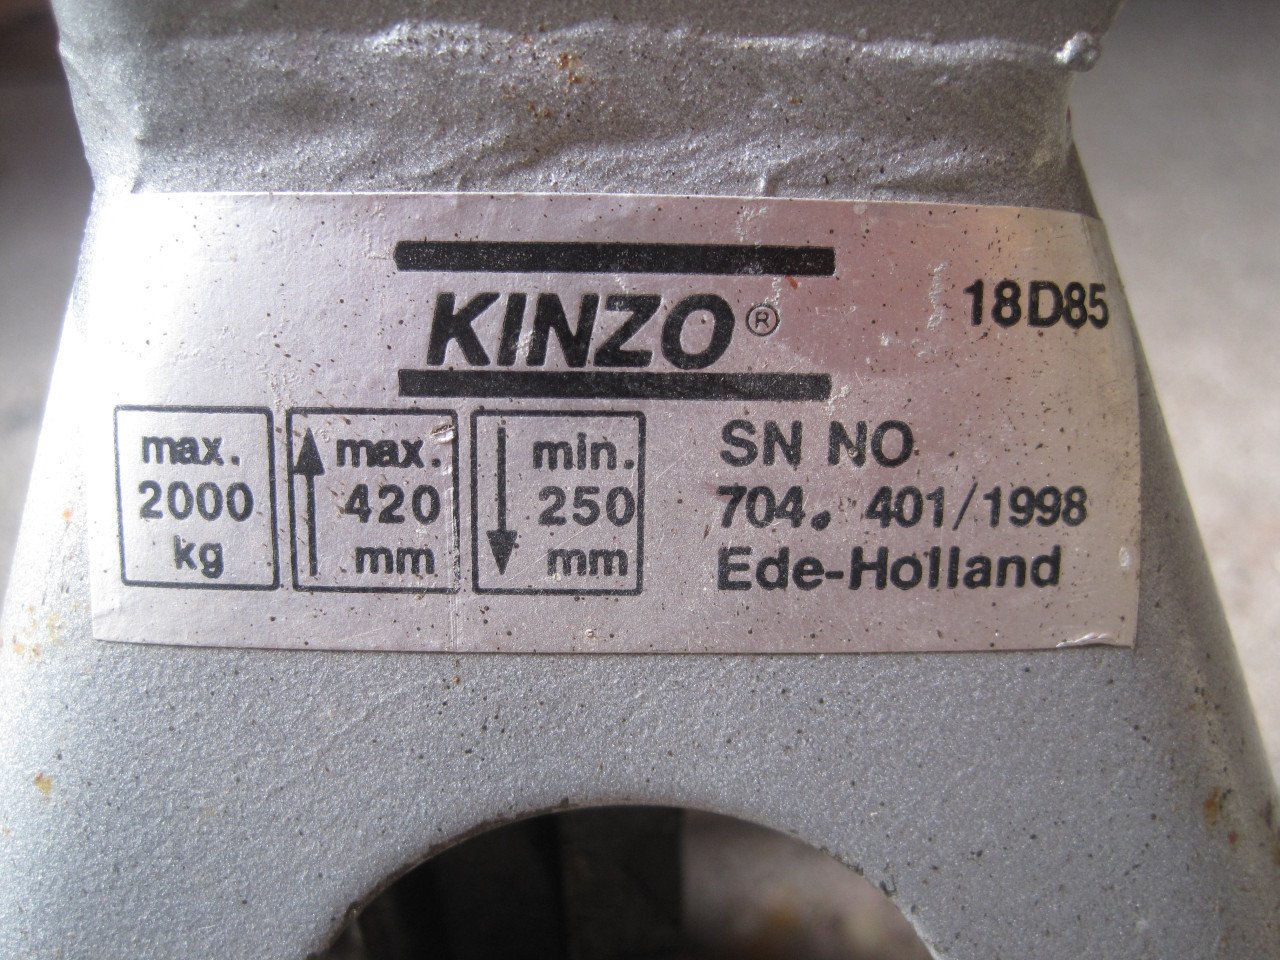 KINZO®
18D85
max.
2000
kg
max.
420
mm
min.
250
mm
SN NO
704. 401/1998
Ede-Holland